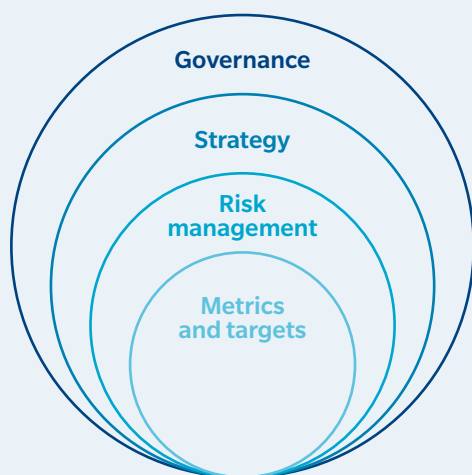 Governance
Strategy
Risk
management
Metrics
and targets